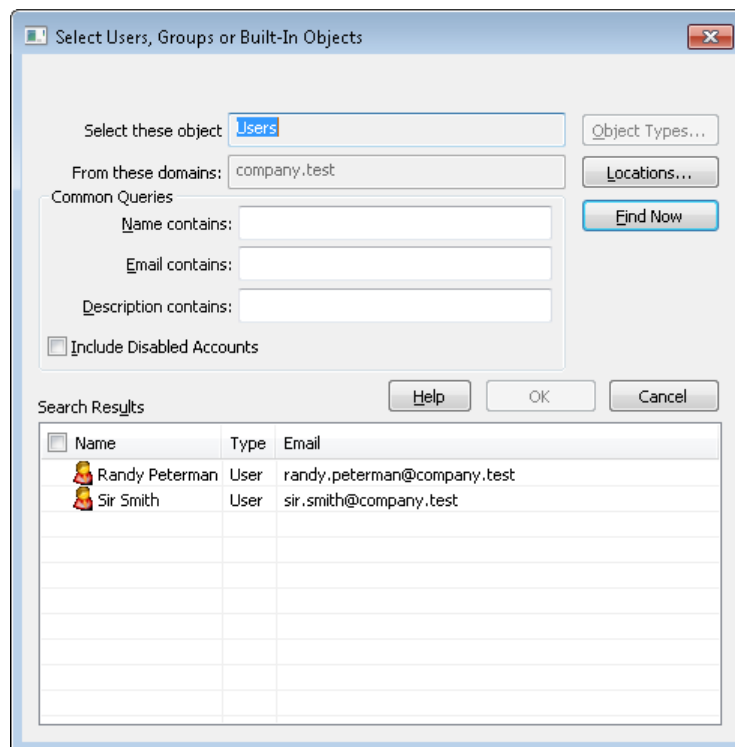 Select Users, Groups or Built-In Objects
Select these object Users Object Types...
From these domains: company.test Locations...
Common Queries
Name contains: Find Now
Email contains:
Description contains:
Include Disabled Accounts
Help OK Cancel
Search Results
Name Type Email
Randy Peterman User randy.peterman@company.test
Sir Smith User sir.smith@company.test